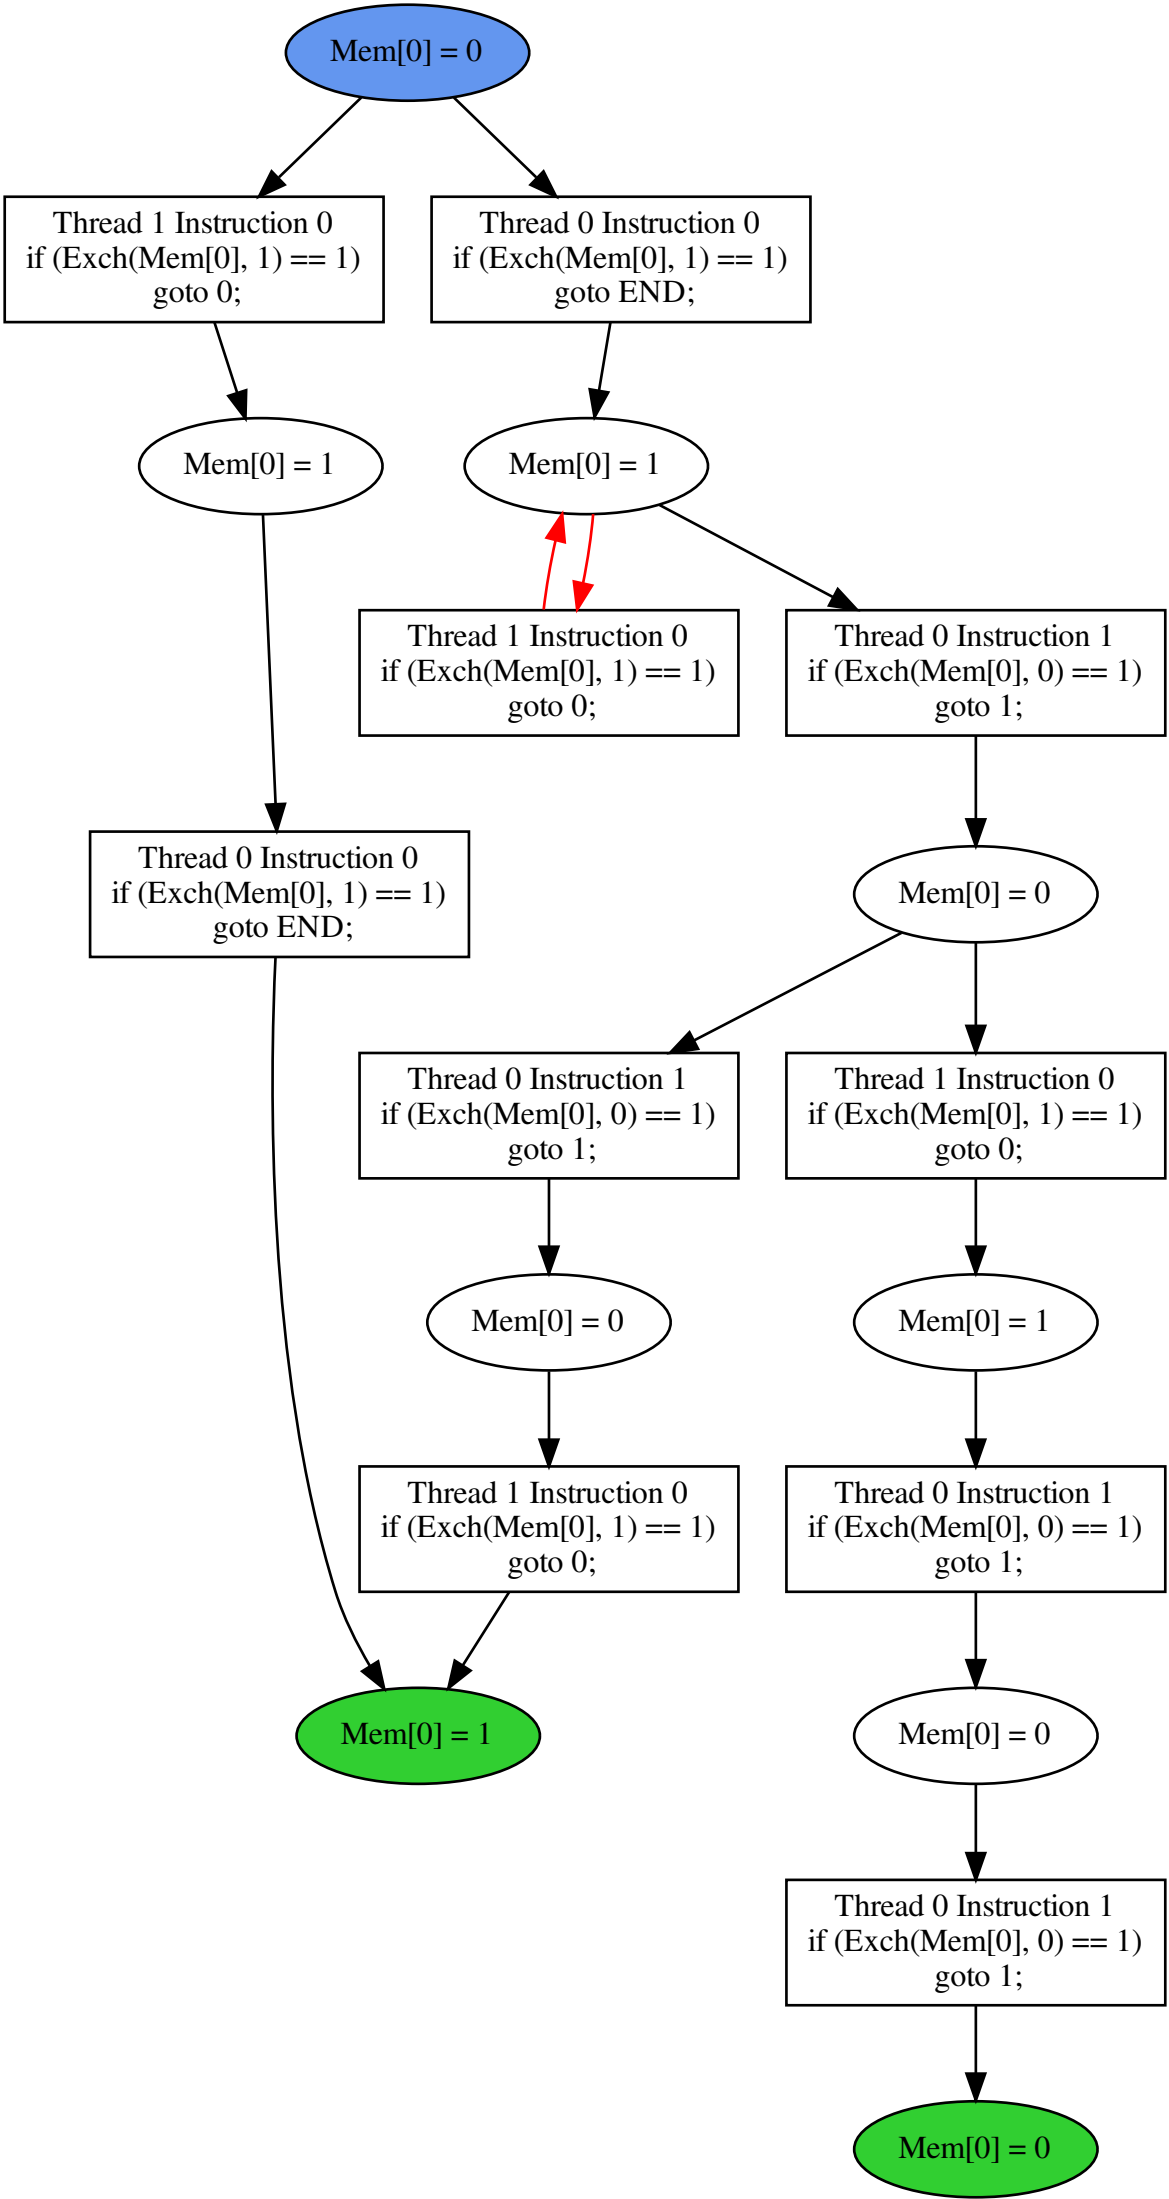 Mem[0] = 0
Thread 1 Instruction 0
if (Exch(Mem[0], 1) == 1)
goto 0;
Thread 0 Instruction 0
if (Exch(Mem[0], 1) == 1)
goto END;
Mem[0] = 1
Mem[0] = 1
Thread 1 Instruction 0
if (Exch(Mem[0], 1) == 1)
goto 0;
Thread 0 Instruction 1
if (Exch(Mem[0], 0) == 1)
goto 1;
Thread 0 Instruction 0
if (Exch(Mem[0], 1) == 1)
goto END;
Mem[0] = 0
Thread 0 Instruction 1
if (Exch(Mem[0], 0) == 1)
goto 1;
Thread 1 Instruction 0
if (Exch(Mem[0], 1) == 1)
goto 0;
Mem[0] = 0
Mem[0] = 1
Thread 1 Instruction 0
if (Exch(Mem[0], 1) == 1)
goto 0;
Thread 0 Instruction 1
if (Exch(Mem[0], 0) == 1)
goto 1;
Mem[0] = 1
Mem[0] = 0
Thread 0 Instruction 1
if (Exch(Mem[0], 0) == 1)
goto 1;
Mem[0] = 0